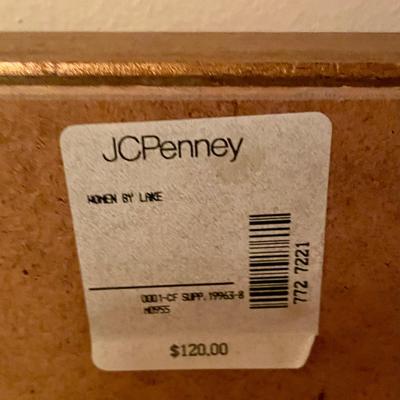 JCPenney
WOMEN BY LAKE
772 7221
0001-CF SUPP.19963-8
M0955
$120.00